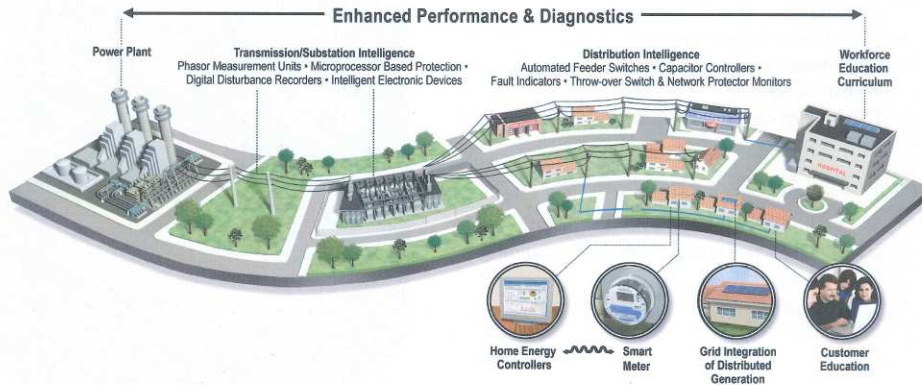 Enhanced Performance & Diagnostics
Power Plant
Transmission/Substation Intelligence
Phasor Measurement Units • Microprocessor Based Protection •
Digital Disturbance Recorders • Intelligent Electronic Devices
Distribution Intelligence
Automated Feeder Switches • Capacitor Controllers •
Fault Indicators • Throw-over Switch & Network Protector Monitors
Workforce
Education
Curriculum
HOSPITAL
Home Energy
Controllers
Smart
Meter
Grid Integration
of Distributed
Generation
Customer
Education